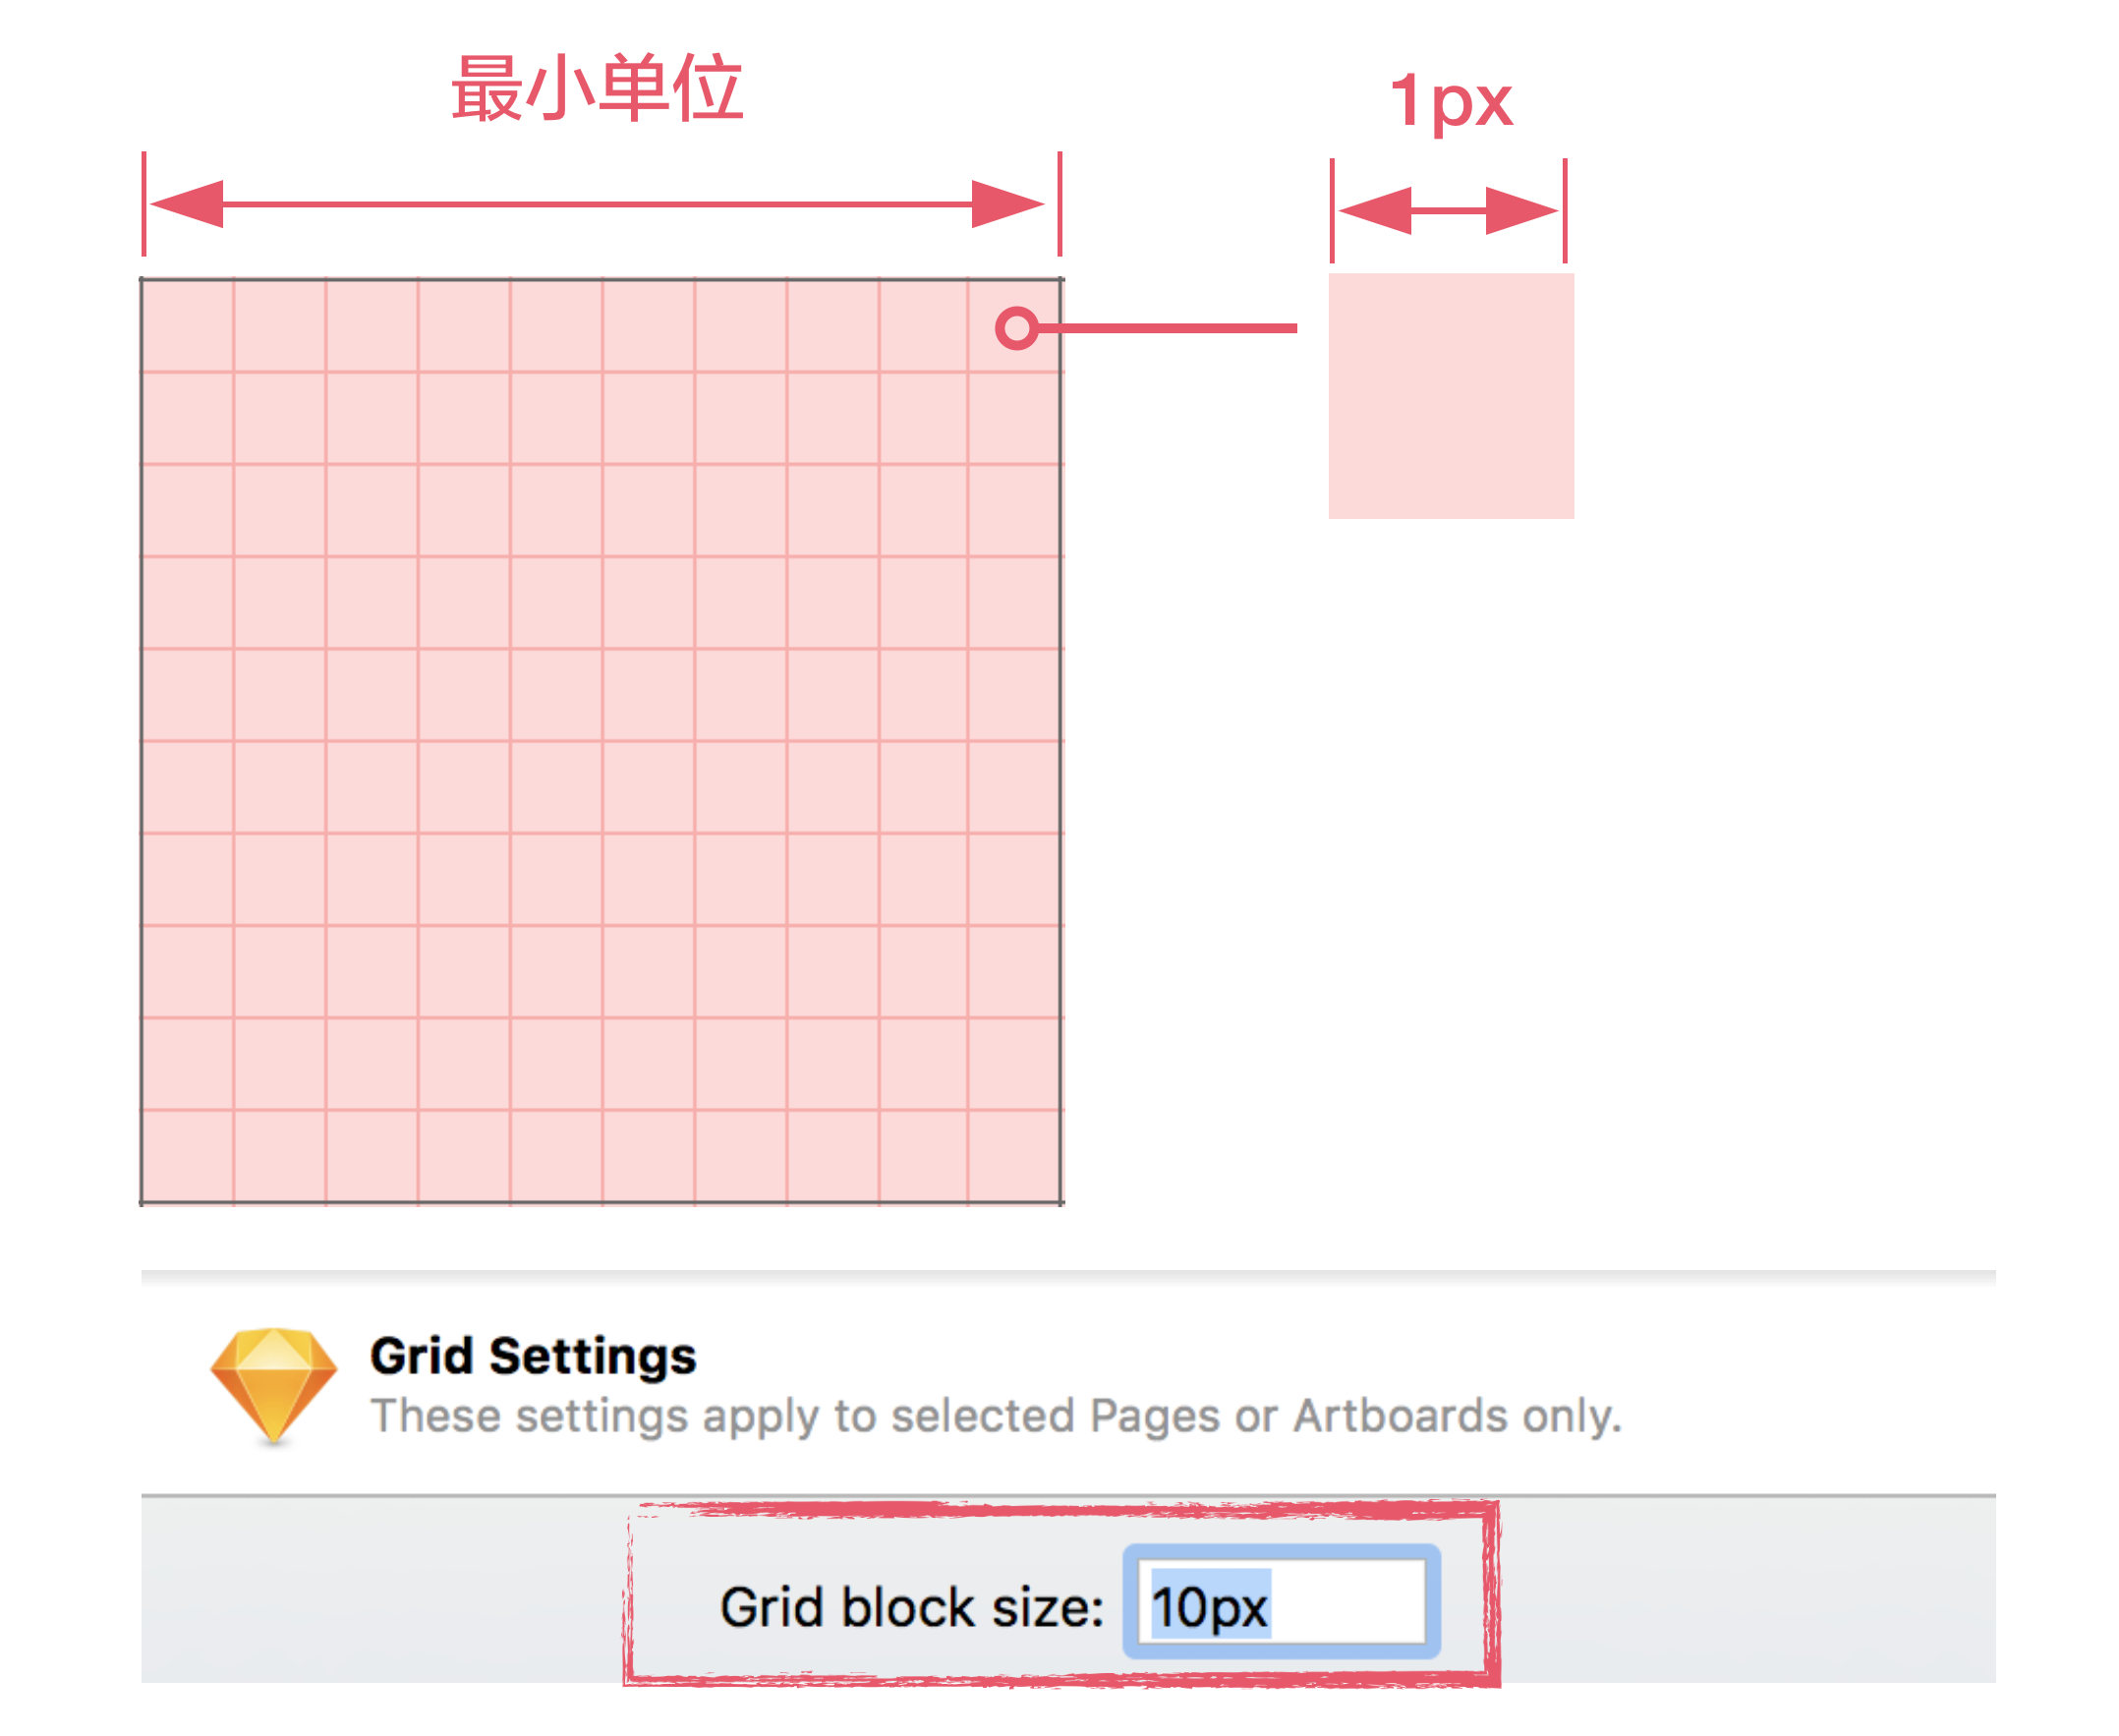 最小单位
1px
Grid Settings
These settings apply to selected Pages or Artboards only.
Grid block size: 10px